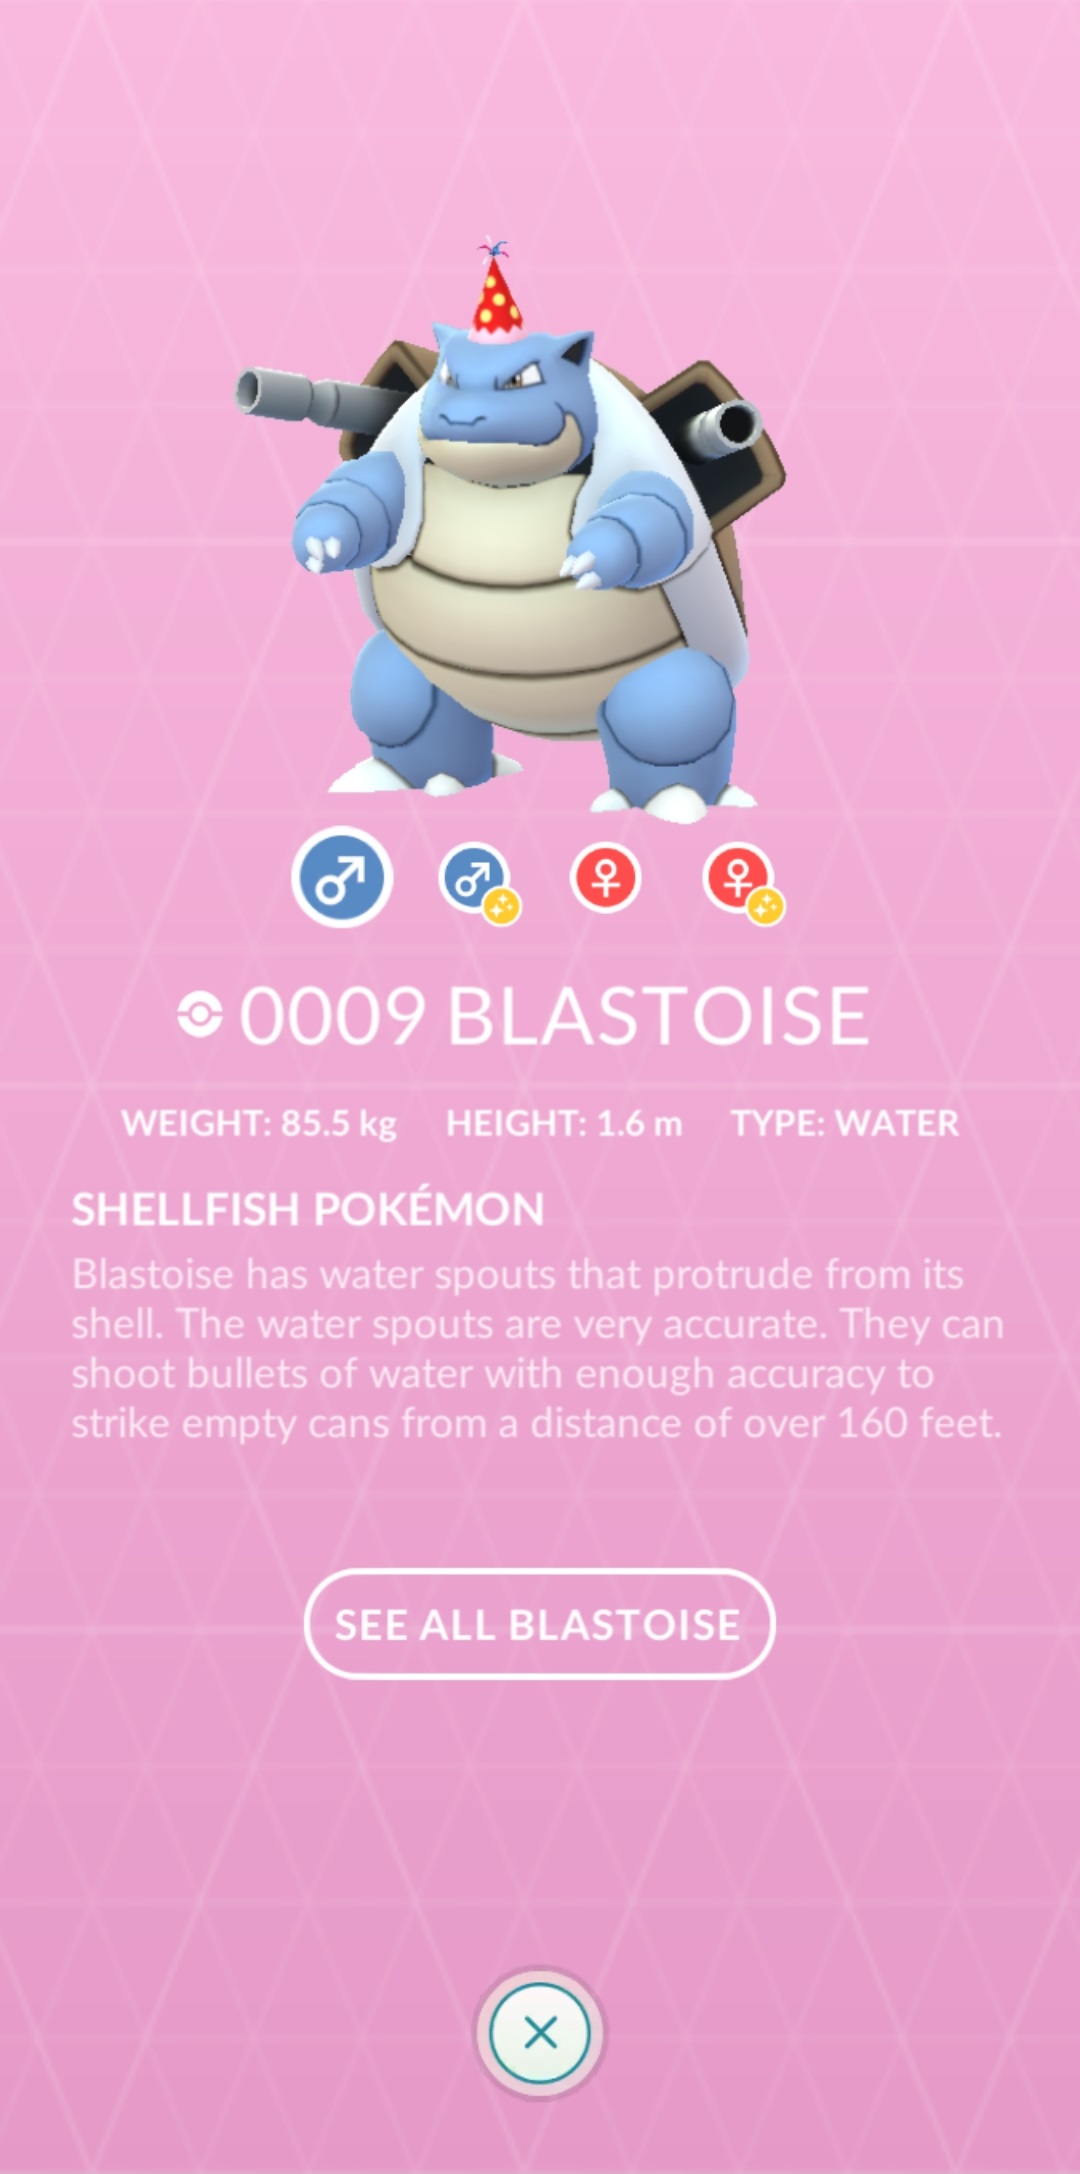 0009 BLASTOISE
WEIGHT: 85.5 kg HEIGHT: 1.6 m TYPE: WATER
SHELLFISH POKÉMON
Blastoise has water spouts that protrude from its
shell. The water spouts are very accurate. They can
shoot bullets of water with enough accuracy to
strike empty cans from a distance of over 160 feet.
SEE ALL BLASTOISE